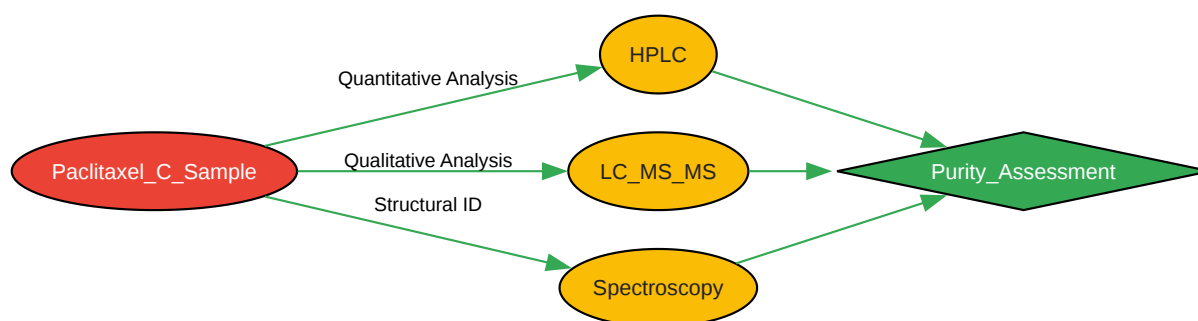 HPLC
Quantitative Analysis
Paclitaxel_C_Sample
Qualitative Analysis
LC_MS_MS
Purity_Assessment
Structural ID
Spectroscopy